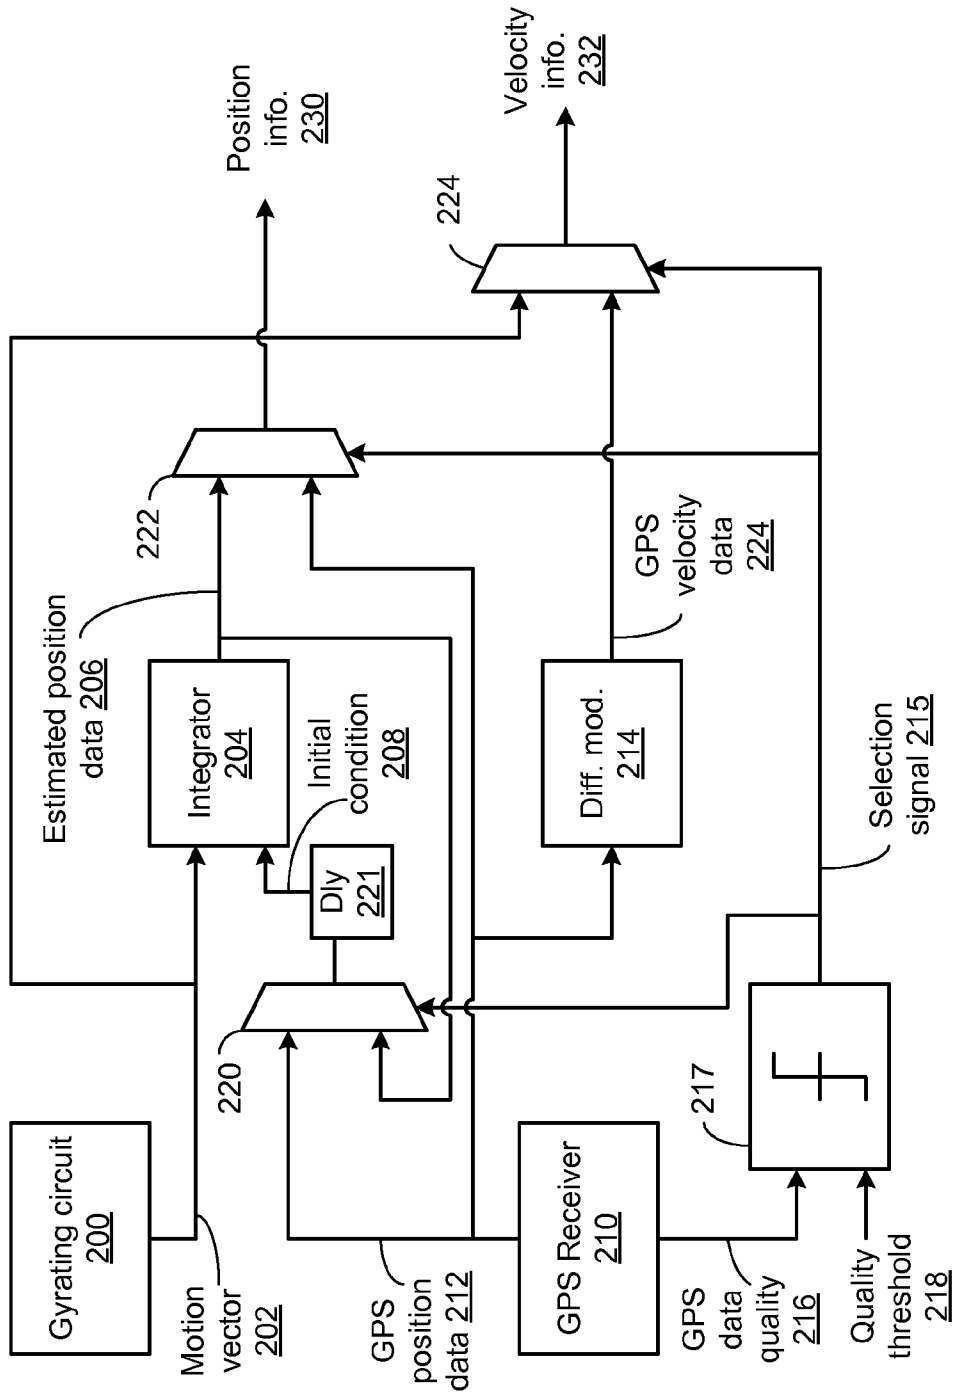 Gyrating circuit
200
Motion
vector
202
Estimated position
data 206
Integrator
204
Initial
condition
208
Dly
221
220
222
Position
info.
230
GPS
position
data 212
GPS Receiver
210
Diff. mod.
214
GPS
velocity
data
224
224
Velocity
info.
232
GPS
data
quality
216
Quality
threshold
218
217
Selection
signal 215